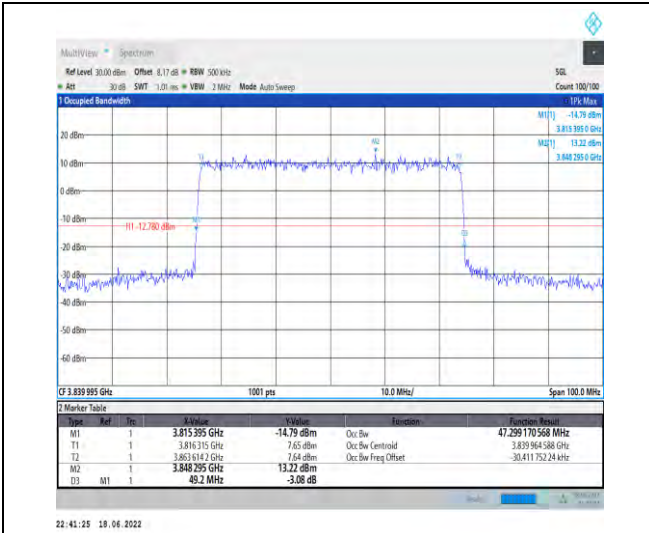 MultiView Spectrum
Ref Level 30.00 dBm Offset 8.17 dB RBW 500 kHz SGL
Att 30 dB SWT 1.01 ms VBW 2 MHz Mode Auto Sweep Count 100/100
1 Occupied Bandwidth 1Pk Max
M1[1] -14.79 dBm
3.815 395 0 GHz
M2[1] 13.22 dBm
3.848 295 0 GHz
20 dBm
M2
10 dBm
0 dBm
-10 dBm
H1 -12.780 dBm
-20 dBm
-30 dBm
-40 dBm
-50 dBm
-60 dBm
CF 3.839 995 GHz 1001 pts 10.0 MHz/ Span 100.0 MHz
2 Marker Table
Type Ref Trc X-Value Y-Value Function Function Result
M1 1 3.815 395 GHz -14.79 dBm Occ Bw 47.299 170 568 MHz
T1 1 3.816 315 GHz 7.65 dBm Occ Bw Centroid 3.839 964 588 GHz
T2 1 3.863 614 2 GHz 7.64 dBm Occ Bw Freq Offset -30.411 752 24 kHz
M2 1 3.848 295 GHz 13.22 dBm
D3 M1 1 49.2 MHz -3.08 dB
22:41:25 18.06.2022